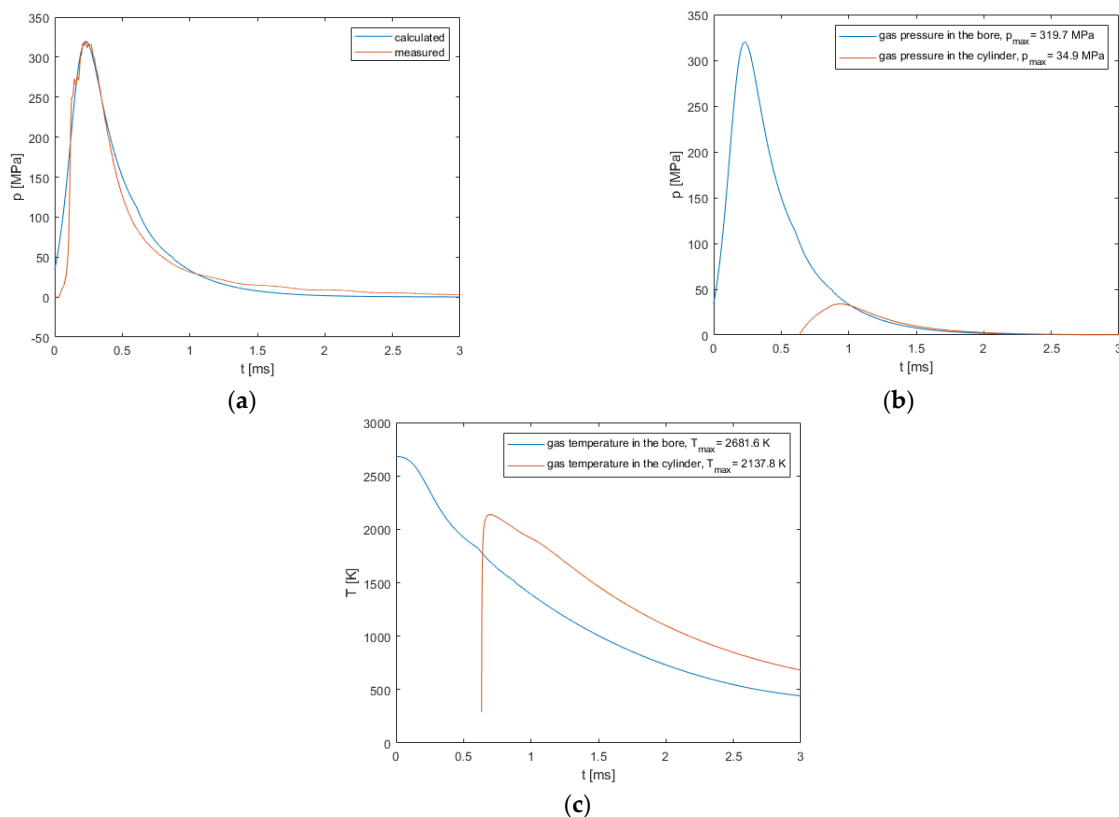 350
300
250
200
150
100
50
0
-50
p [MPa]
calculated
measured
0 0.5 1 1.5 2 2.5 3
t [ms]
(a)
350
300
250
200
150
100
50
0
p [MPa]
gas pressure in the bore, pmax = 319.7 MPa
gas pressure in the cylinder, pmax = 34.9 MPa
0 0.5 1 1.5 2 2.5 3
t [ms]
(b)
3000
2500
2000
1500
1000
500
0
T [K]
gas temperature in the bore, Tmax = 2681.6 K
gas temperature in the cylinder, Tmax = 2137.8 K
0 0.5 1 1.5 2 2.5 3
t [ms]
(c)